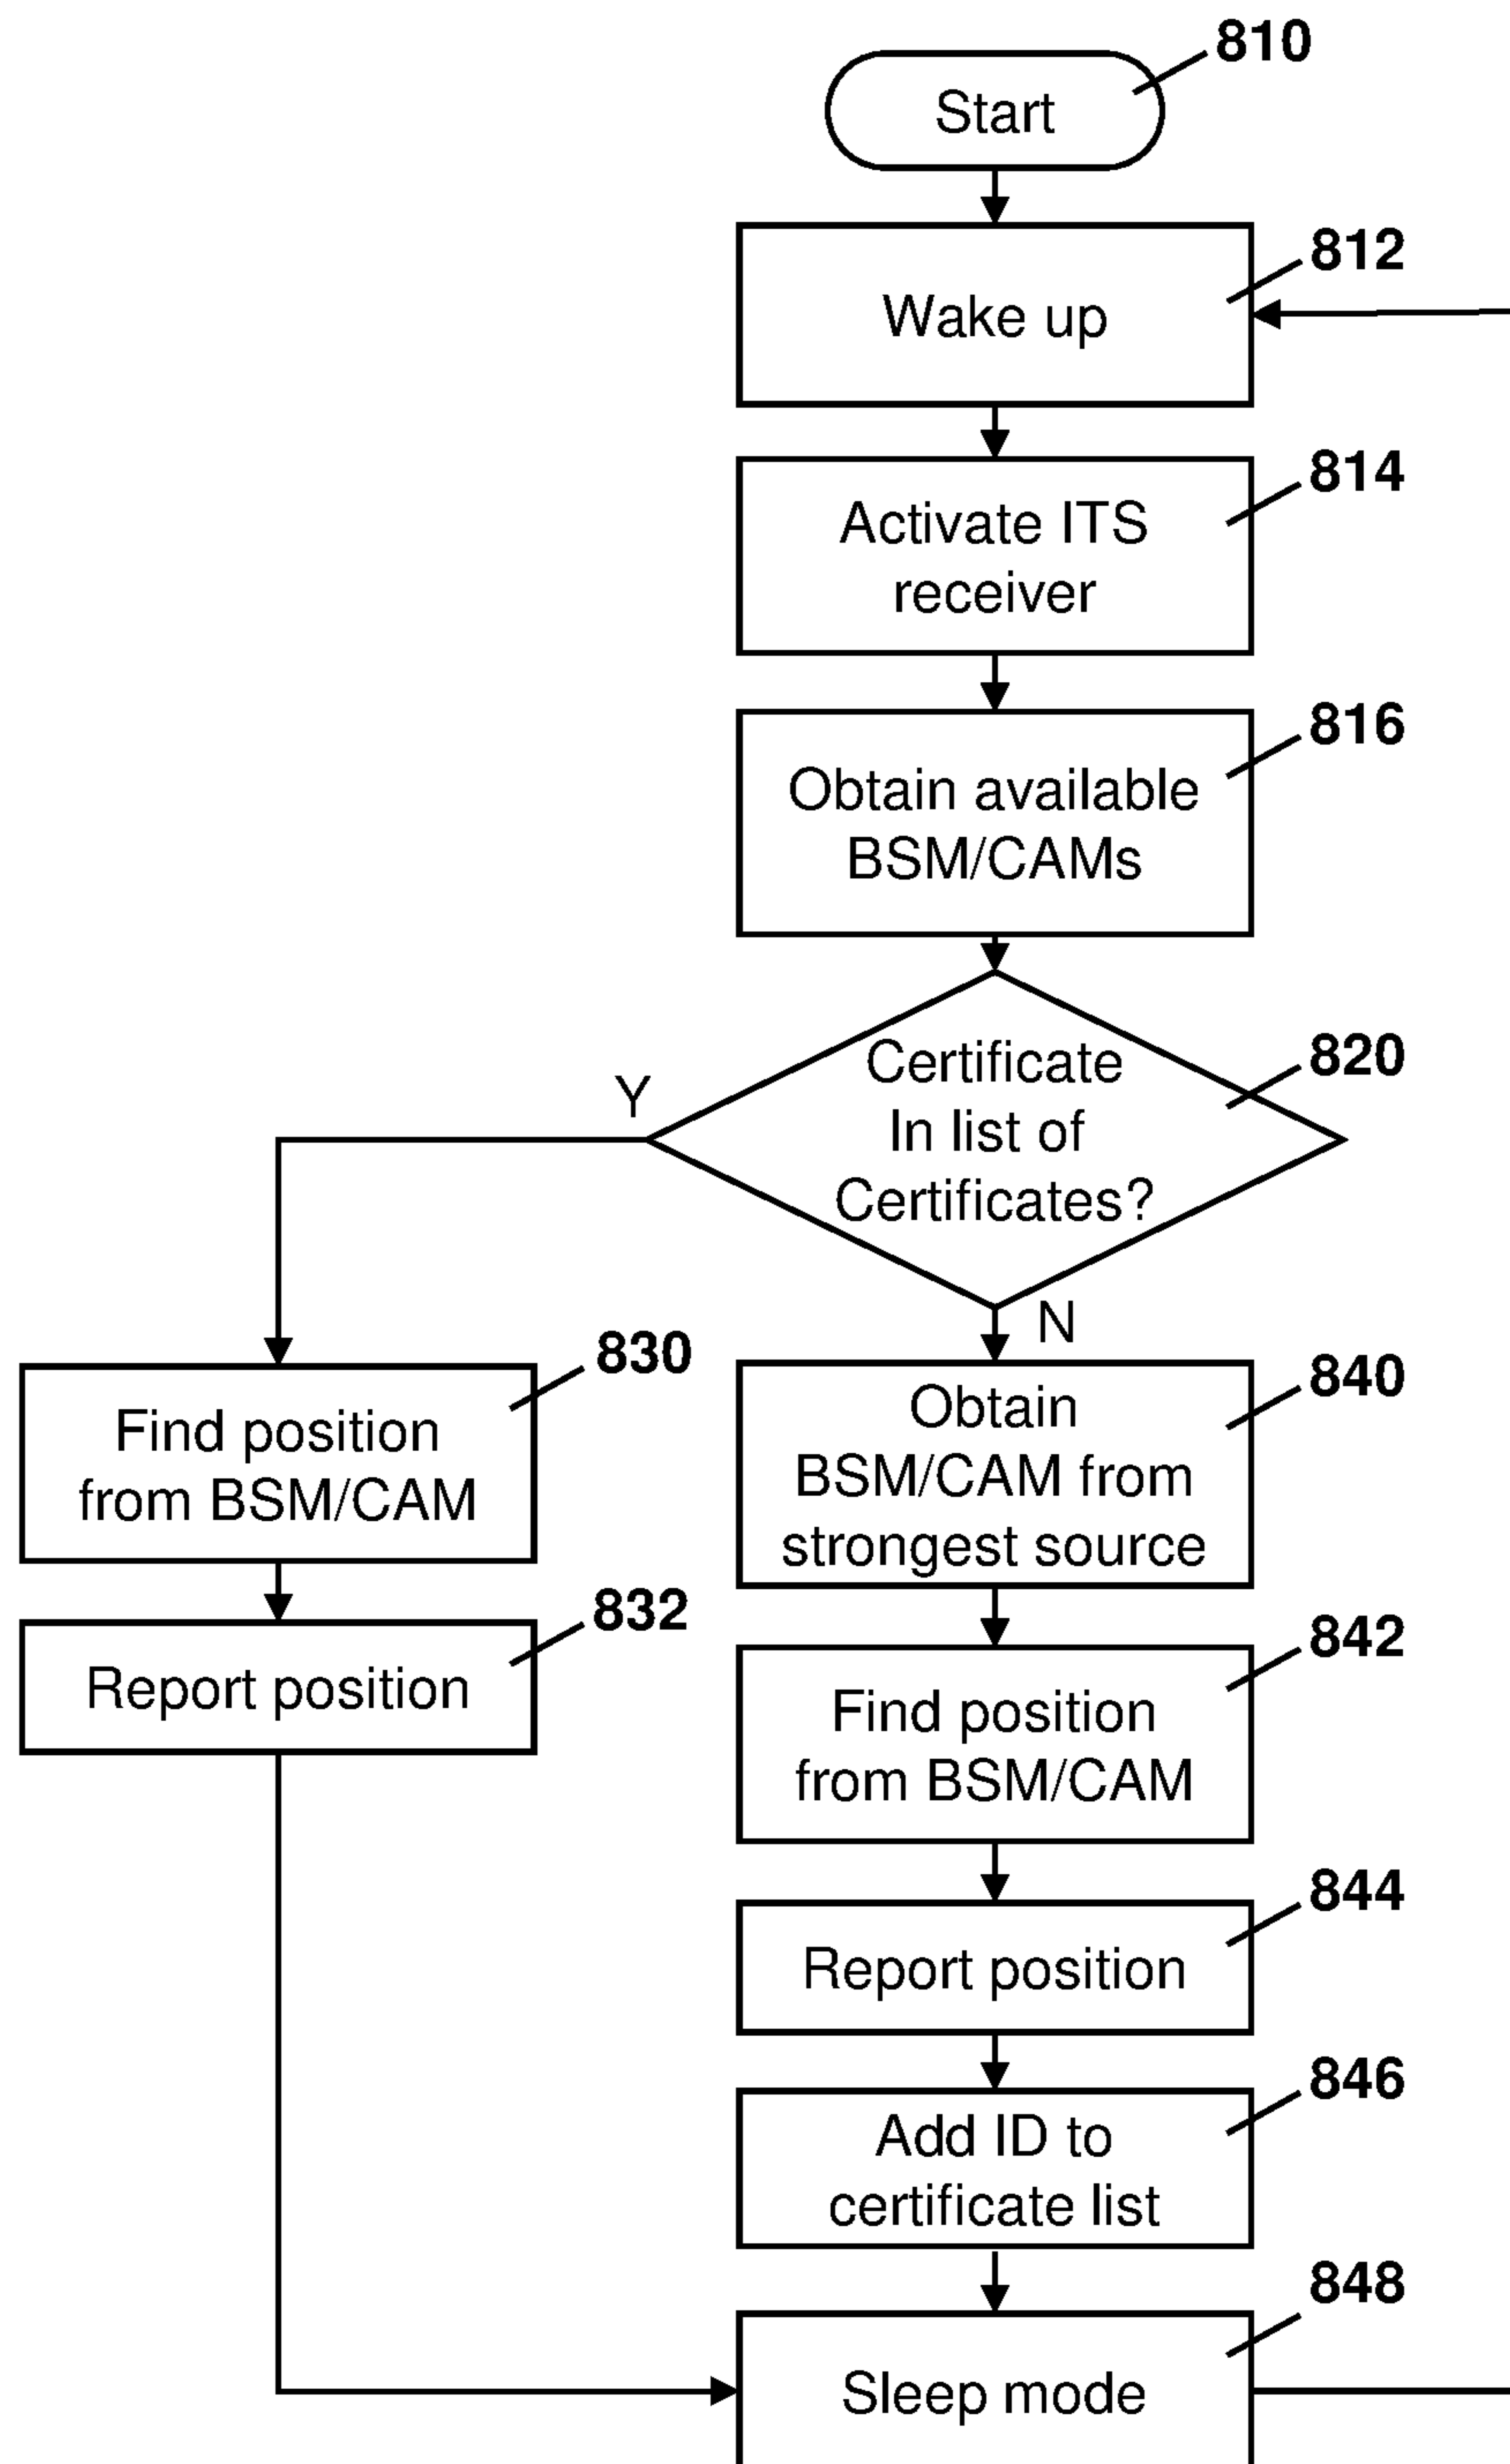 810
Start
812
Wake up
814
Activate ITS
receiver
816
Obtain available
BSM/CAMs
820
Certificate
In list of
Certificates?
Y
N
830
Find position
from BSM/CAM
832
Report position
840
Obtain
BSM/CAM from
strongest source
842
Find position
from BSM/CAM
844
Report position
846
Add ID to
certificate list
848
Sleep mode